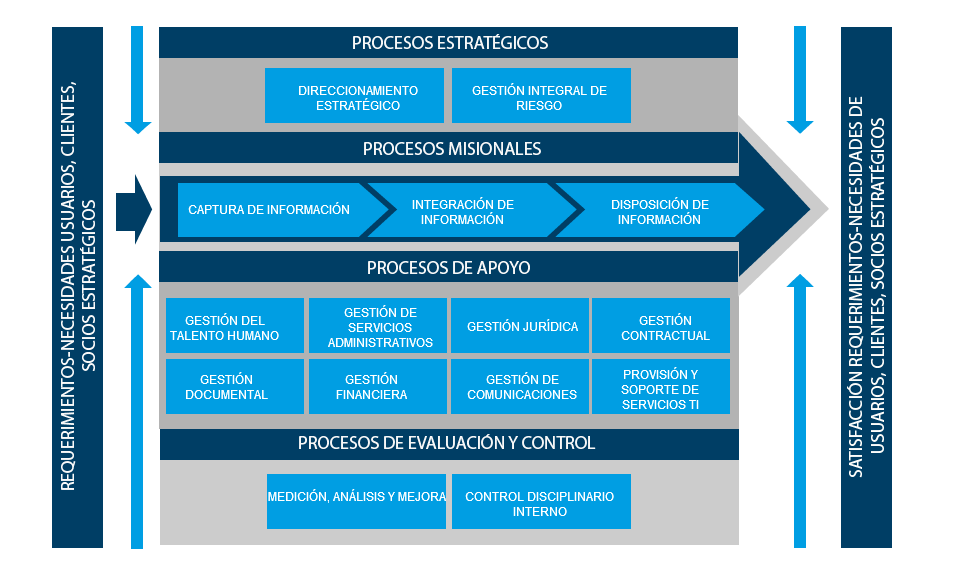 REQUERIMIENTOS-NECESIDADES USUARIOS, CLIENTES,
SOCIOS ESTRATÉGICOS
PROCESOS ESTRATÉGICOS
DIRECCIONAMIENTO
ESTRATÉGICO
GESTIÓN INTEGRAL DE
RIESGO
PROCESOS MISIONALES
CAPTURA DE INFORMACIÓN
INTEGRACIÓN DE
INFORMACIÓN
DISPOSICIÓN DE
INFORMACIÓN
PROCESOS DE APOYO
GESTIÓN DEL
TALENTO HUMANO
GESTIÓN DE
SERVICIOS
ADMINISTRATIVOS
GESTIÓN JURÍDICA
GESTIÓN
CONTRACTUAL
GESTIÓN
DOCUMENTAL
GESTIÓN
FINANCIERA
GESTIÓN DE
COMUNICACIONES
PROVISIÓN Y
SOPORTE DE
SERVICIOS TI
PROCESOS DE EVALUACIÓN Y CONTROL
MEDICIÓN, ANÁLISIS Y MEJORA
CONTROL DISCIPLINARIO
INTERNO
SATISFACCIÓN REQUERIMIENTOS-NECESIDADES DE
USUARIOS, CLIENTES, SOCIOS ESTRATÉGICOS